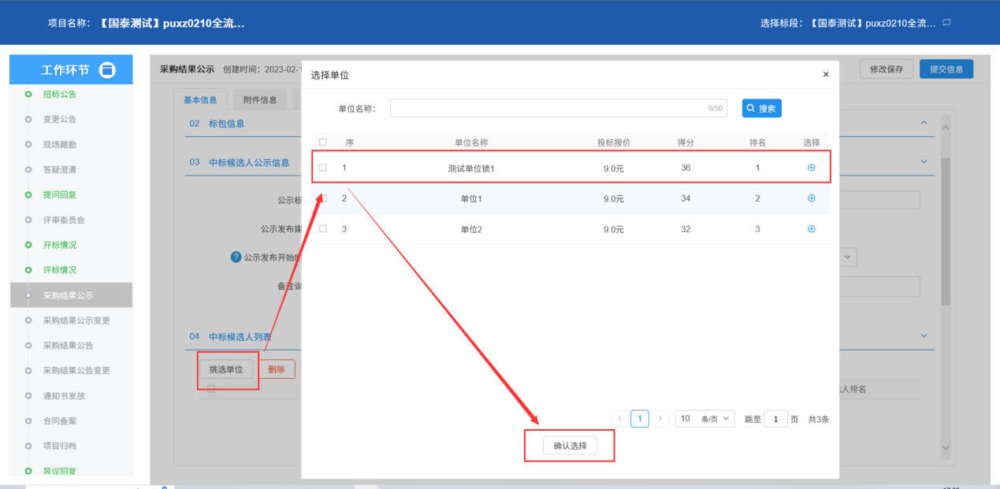 项目名称：【国泰测试】puxz0210全流...
选择标段：【国泰测试】puxz0210全流...
工作环节
招标公告
变更公告
现场踏勘
答疑澄清
提问回复
评审委员会
开标情况
评标情况
采购结果公示
采购结果公示变更
采购结果公告
采购结果公告变更
通知书发放
合同备案
项目归档
异议回复
采购结果公示 创建时间：2023-02-1
修改保存 提交信息
基本信息 附件信息
02 标包信息
03 中标候选人公示信息
公示标
公示发布媒
公示发布开始时
备注说
04 中标候选人列表
挑选单位 删除
人排名
选择单位 ×
单位名称： 0/50 搜索
序 单位名称 投标报价 得分 排名 选择
1 测试单位锁1 9.0元 36 1
2 单位1 9.0元 34 2
3 单位2 9.0元 32 3
< 1 > 10 条/页 跳至 1 页 共3条
确认选择